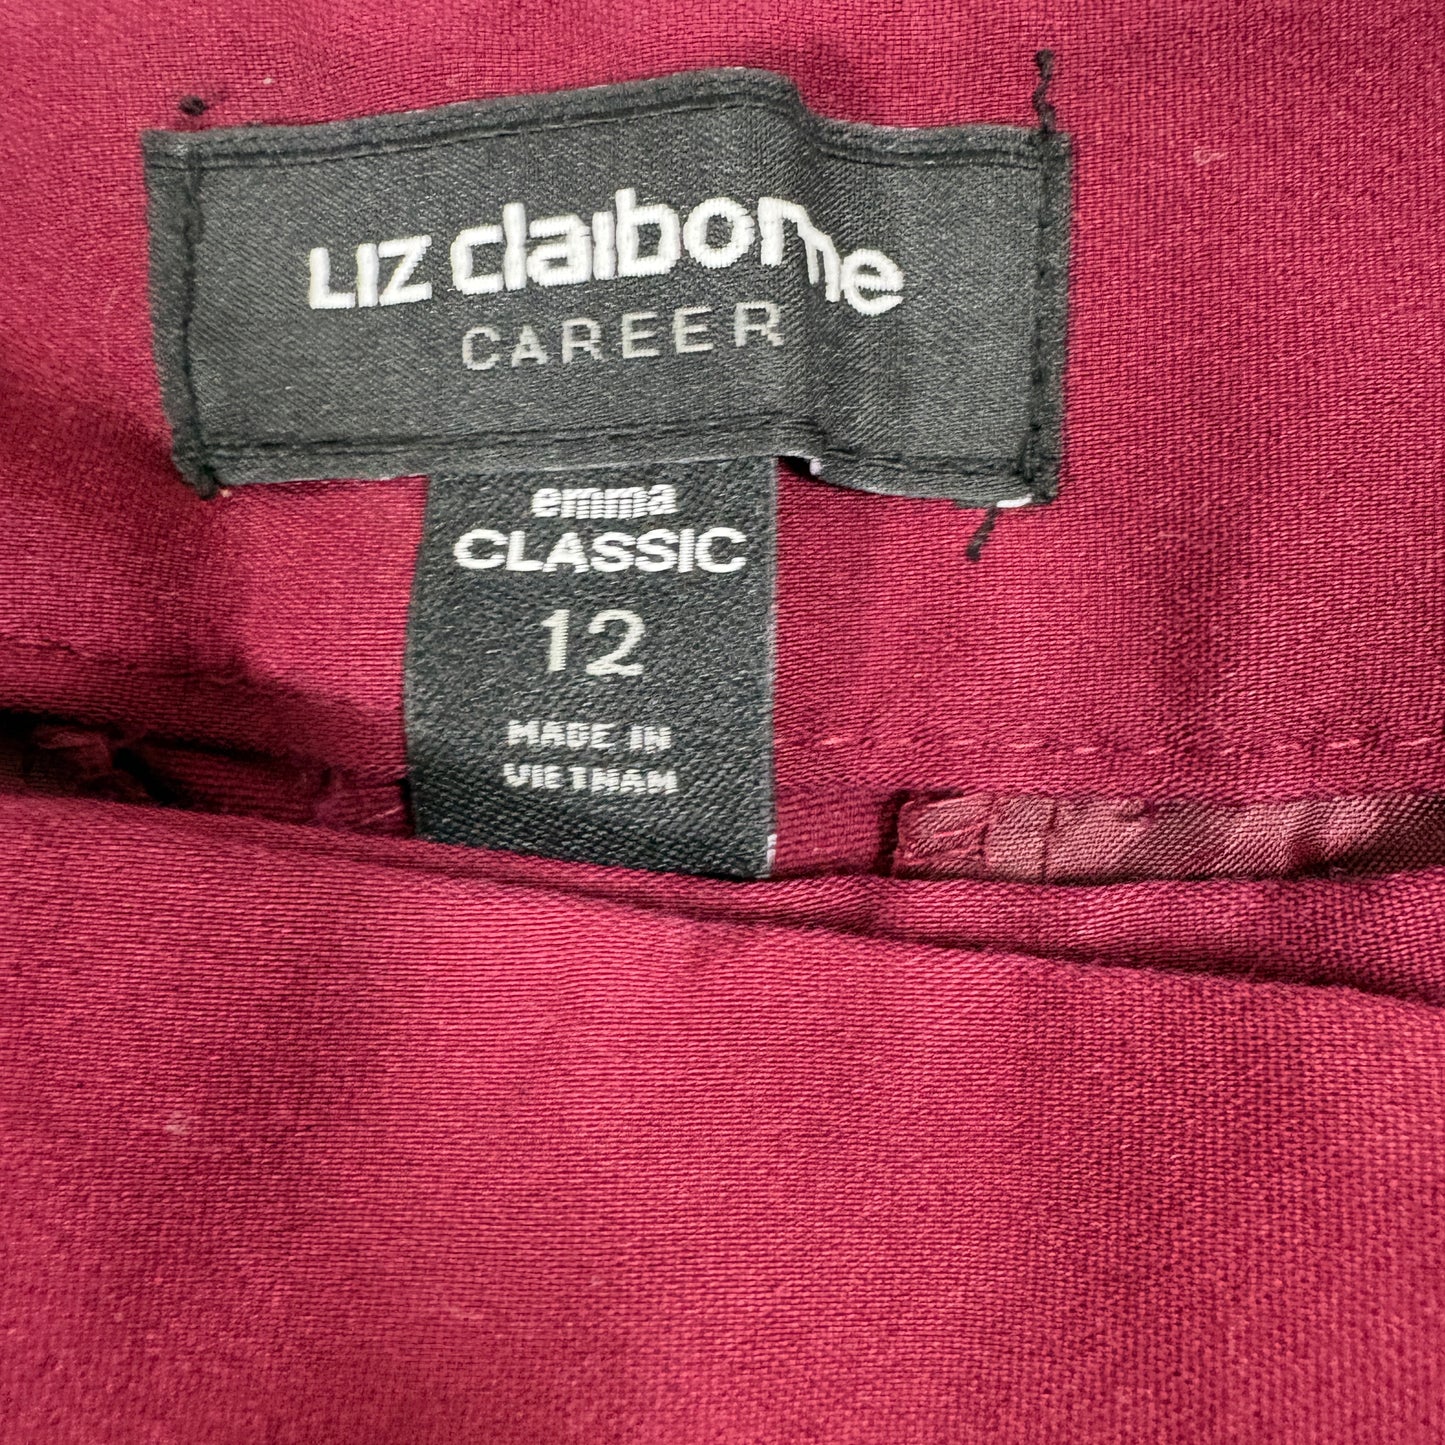 LIZ claiborne
CAREER
emma
CLASSIC
12
MADE IN
VIETNAM